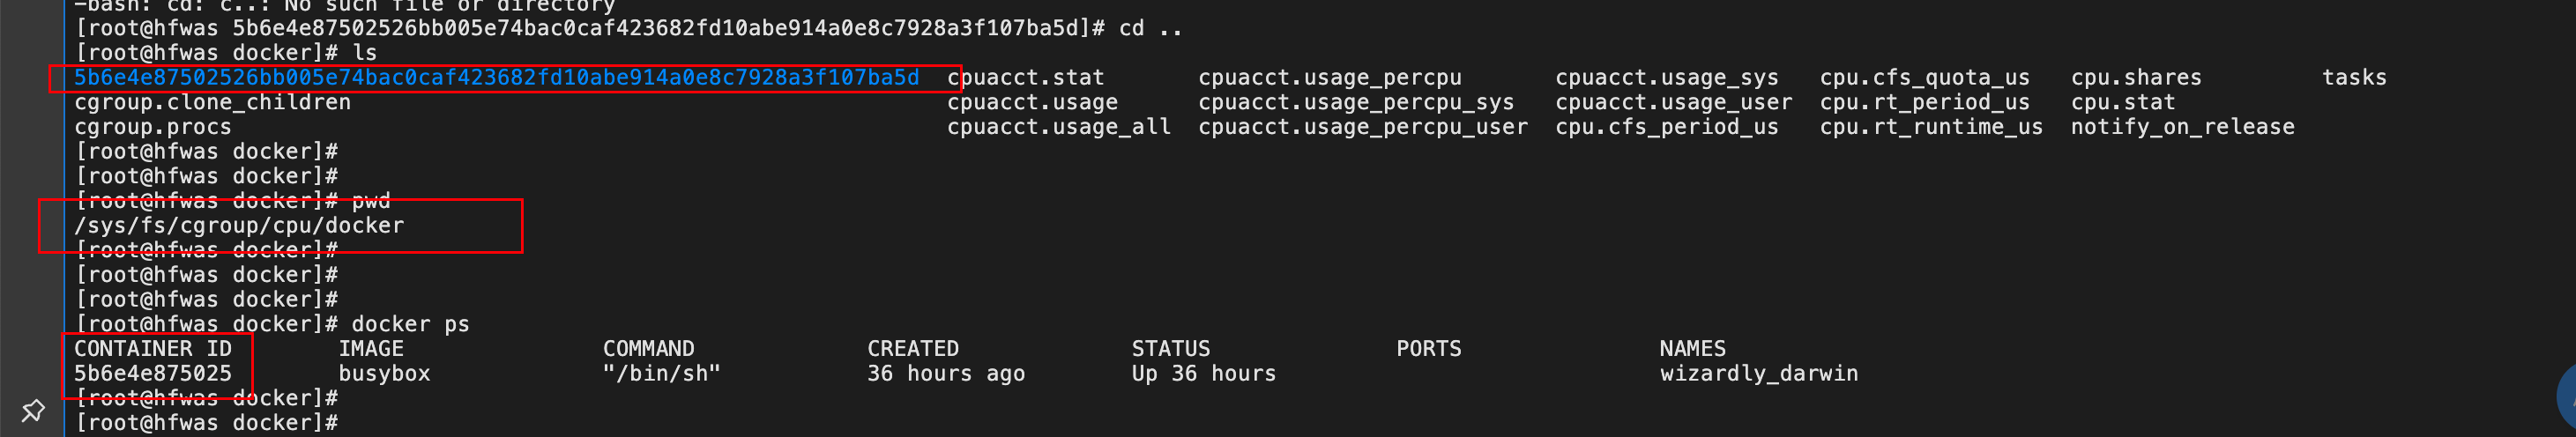 -bash: cd: c..: No such file or directory
[root@hfwas 5b6e4e87502526bb005e74bac0caf423682fd10abe914a0e8c7928a3f107ba5d]# cd ..
[root@hfwas docker]# ls
5b6e4e87502526bb005e74bac0caf423682fd10abe914a0e8c7928a3f107ba5d  cpuacct.stat       cpuacct.usage_percpu       cpuacct.usage_sys   cpu.cfs_quota_us   cpu.shares         tasks
cgroup.clone_children                                             cpuacct.usage      cpuacct.usage_percpu_sys   cpuacct.usage_user  cpu.rt_period_us   cpu.stat
cgroup.procs                                                      cpuacct.usage_all  cpuacct.usage_percpu_user  cpu.cfs_period_us   cpu.rt_runtime_us  notify_on_release
[root@hfwas docker]#
[root@hfwas docker]#
[root@hfwas docker]# pwd
/sys/fs/cgroup/cpu/docker
[root@hfwas docker]#
[root@hfwas docker]#
[root@hfwas docker]#
[root@hfwas docker]# docker ps
CONTAINER ID        IMAGE               COMMAND             CREATED             STATUS              PORTS               NAMES
5b6e4e875025        busybox             "/bin/sh"           36 hours ago        Up 36 hours                             wizardly_darwin
[root@hfwas docker]#
[root@hfwas docker]#